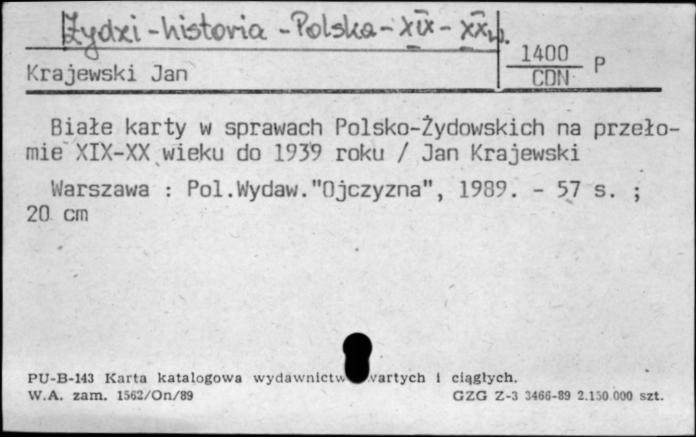 Żydzi - historia - Polska - XIX - XX w.
Krajewski Jan
1400
CDN
P
Białe karty w sprawach Polsko-Żydowskich na przeło-
mie XIX-XX wieku do 1939 roku / Jan Krajewski
Warszawa : Pol.Wydaw."Ojczyzna", 1989. - 57 s. ;
20 cm
PU-B-143 Karta katalogowa wydawnictw wartych i ciągłych.
W.A. zam. 1562/On/89
GZG Z-3 3466-89 2.150.000 szt.